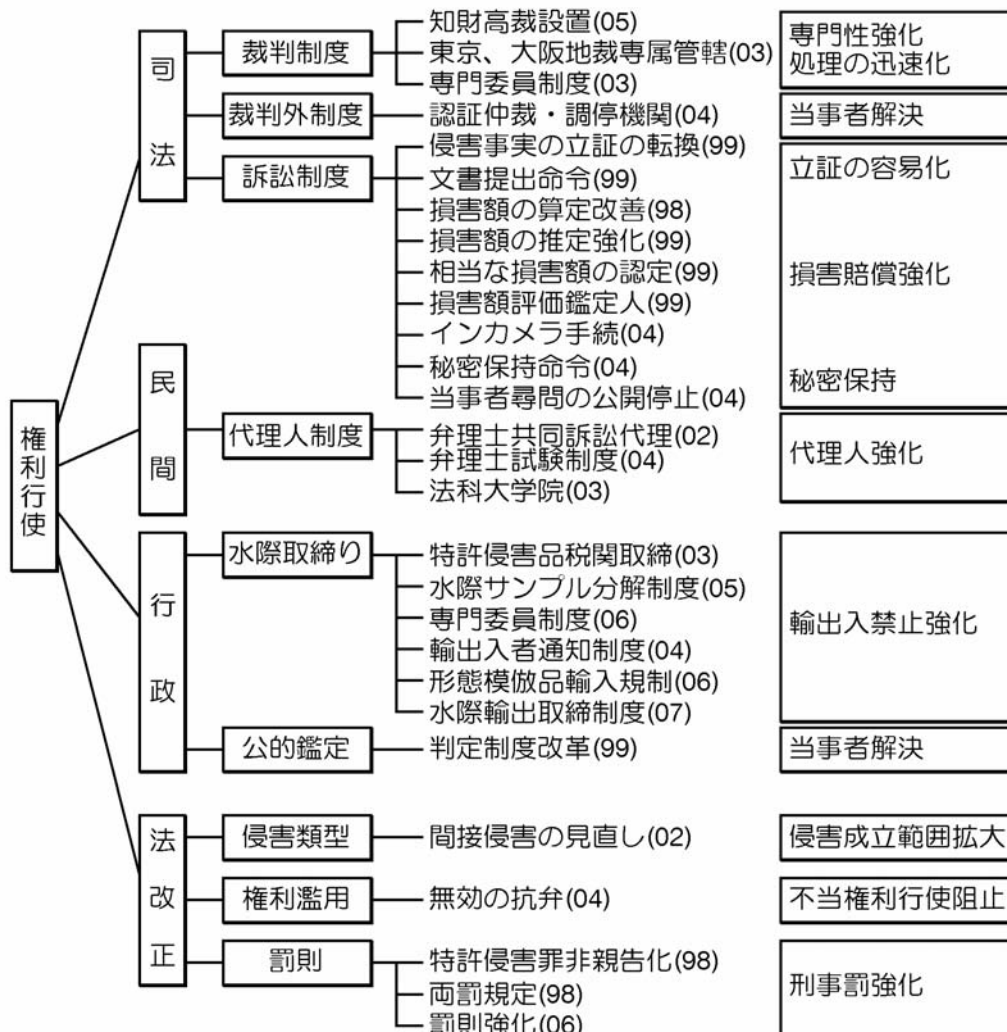 権利行使
司法
裁判制度
知財高裁設置(05)
東京、大阪地裁専属管轄(03)
専門委員制度(03)
専門性強化
処理の迅速化
裁判外制度
認証仲裁・調停機関(04)
当事者解決
訴訟制度
侵害事実の立証の転換(99)
文書提出命令(99)
損害額の算定改善(98)
損害額の推定強化(99)
相当な損害額の認定(99)
損害額評価鑑定人(99)
インカメラ手続(04)
秘密保持命令(04)
当事者尋問の公開停止(04)
立証の容易化
損害賠償強化
秘密保持
民間
代理人制度
弁理士共同訴訟代理(02)
弁理士試験制度(04)
法科大学院(03)
代理人強化
行政
水際取締り
特許侵害品税関取締(03)
水際サンプル分解制度(05)
専門委員制度(06)
輸出入者通知制度(04)
形態模倣品輸入規制(06)
水際輸出取締制度(07)
輸出入禁止強化
公的鑑定
判定制度改革(99)
当事者解決
法改正
侵害類型
間接侵害の見直し(02)
侵害成立範囲拡大
権利濫用
無効の抗弁(04)
不当権利行使阻止
罰則
特許侵害罪非親告化(98)
両罰規定(98)
罰則強化(06)
刑事罰強化